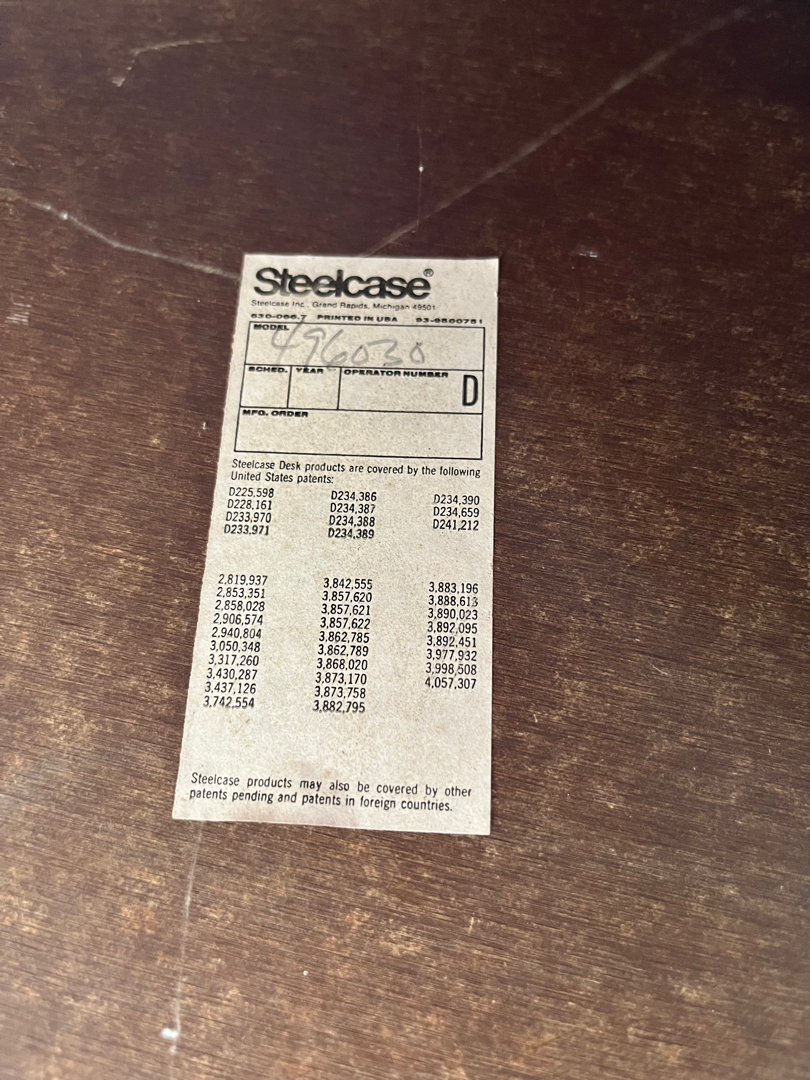 Steelcase®
Steelcase Inc., Grand Rapids, Michigan 49501
830-066.7 PRINTED IN USA 93-9500751
MODEL
496030
SCHED. YEAR OPERATOR NUMBER D
MFG. ORDER
Steelcase Desk products are covered by the following
United States patents:
D225,598 D234,386 D234,390
D228,161 D234,387 D234,659
D233,970 D234,388 D241,212
D233,971 D234,389
2,819,937 3,842,555 3,883,196
2,853,351 3,857,620 3,888,613
2,858,028 3,857,621 3,890,023
2,906,574 3,857,622 3,892,095
2,940,804 3,862,785 3,892,451
3,050,348 3,862,789 3,977,932
3,317,260 3,868,020 3,998,508
3,430,287 3,873,170 4,057,307
3,437,126 3,873,758
3,742,554 3,882,795
Steelcase products may also be covered by other
patents pending and patents in foreign countries.